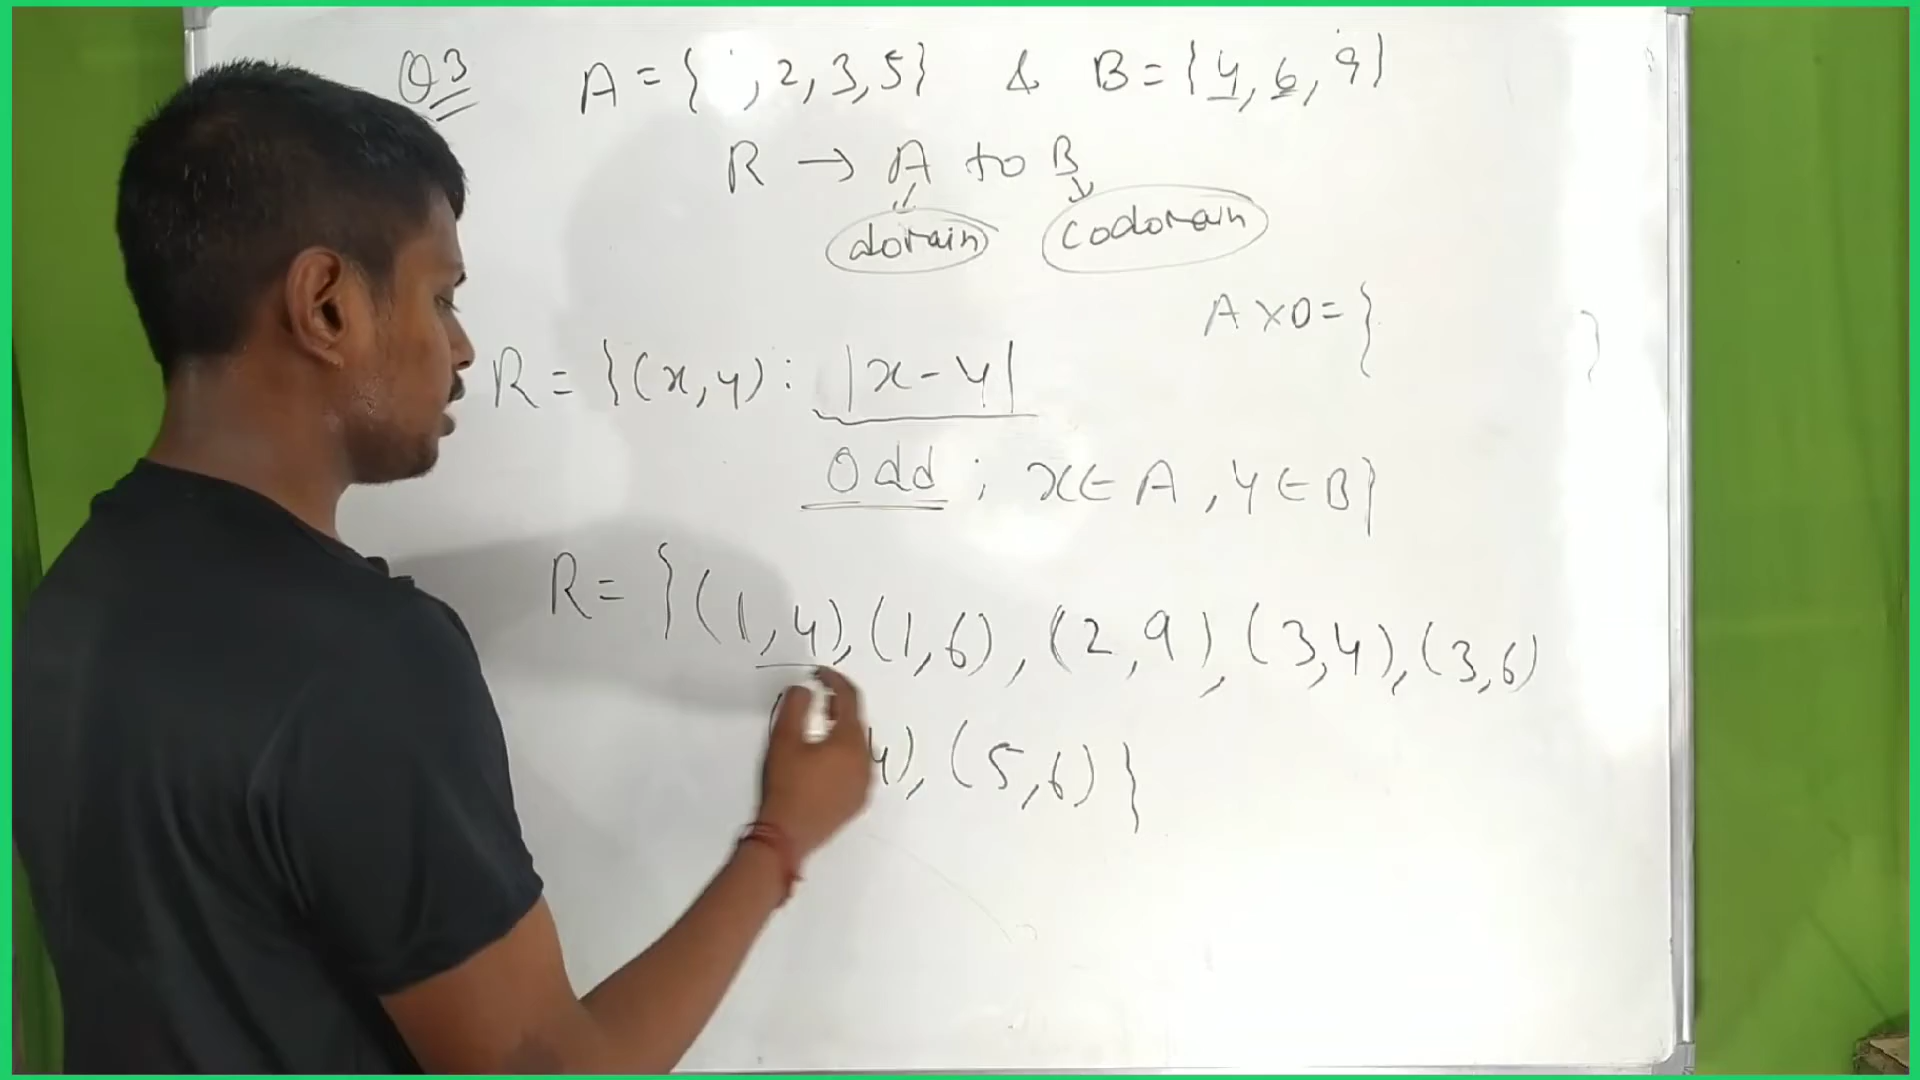 Q3 A = { , 2, 3, 5} & B = {4, 6, 9}
R → A to B
domain codomain
A × = { }
R = {(x, y) : |x - y|
Odd ; x ∈ A , y ∈ B}
R = {(1, 4), (1, 6), (2, 9), (3, 4), (3, 6)
4), (5, 6)}